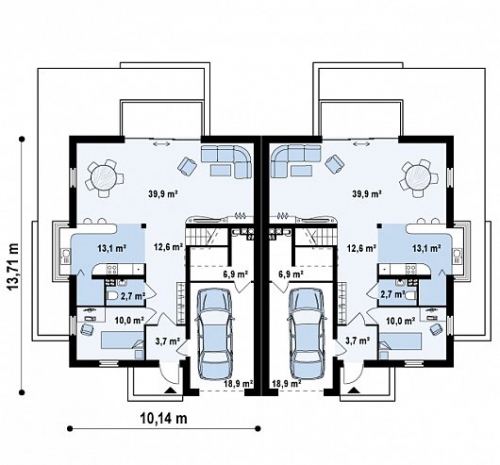 39,9 m²
39,9 m²
13,1 m²
12,6 m²
12,6 m²
13,1 m²
6,9 m²
6,9 m²
2,7 m²
2,7 m²
10,0 m²
10,0 m²
3,7 m²
3,7 m²
18,9 m²
18,9 m²
13,71 m
10,14 m